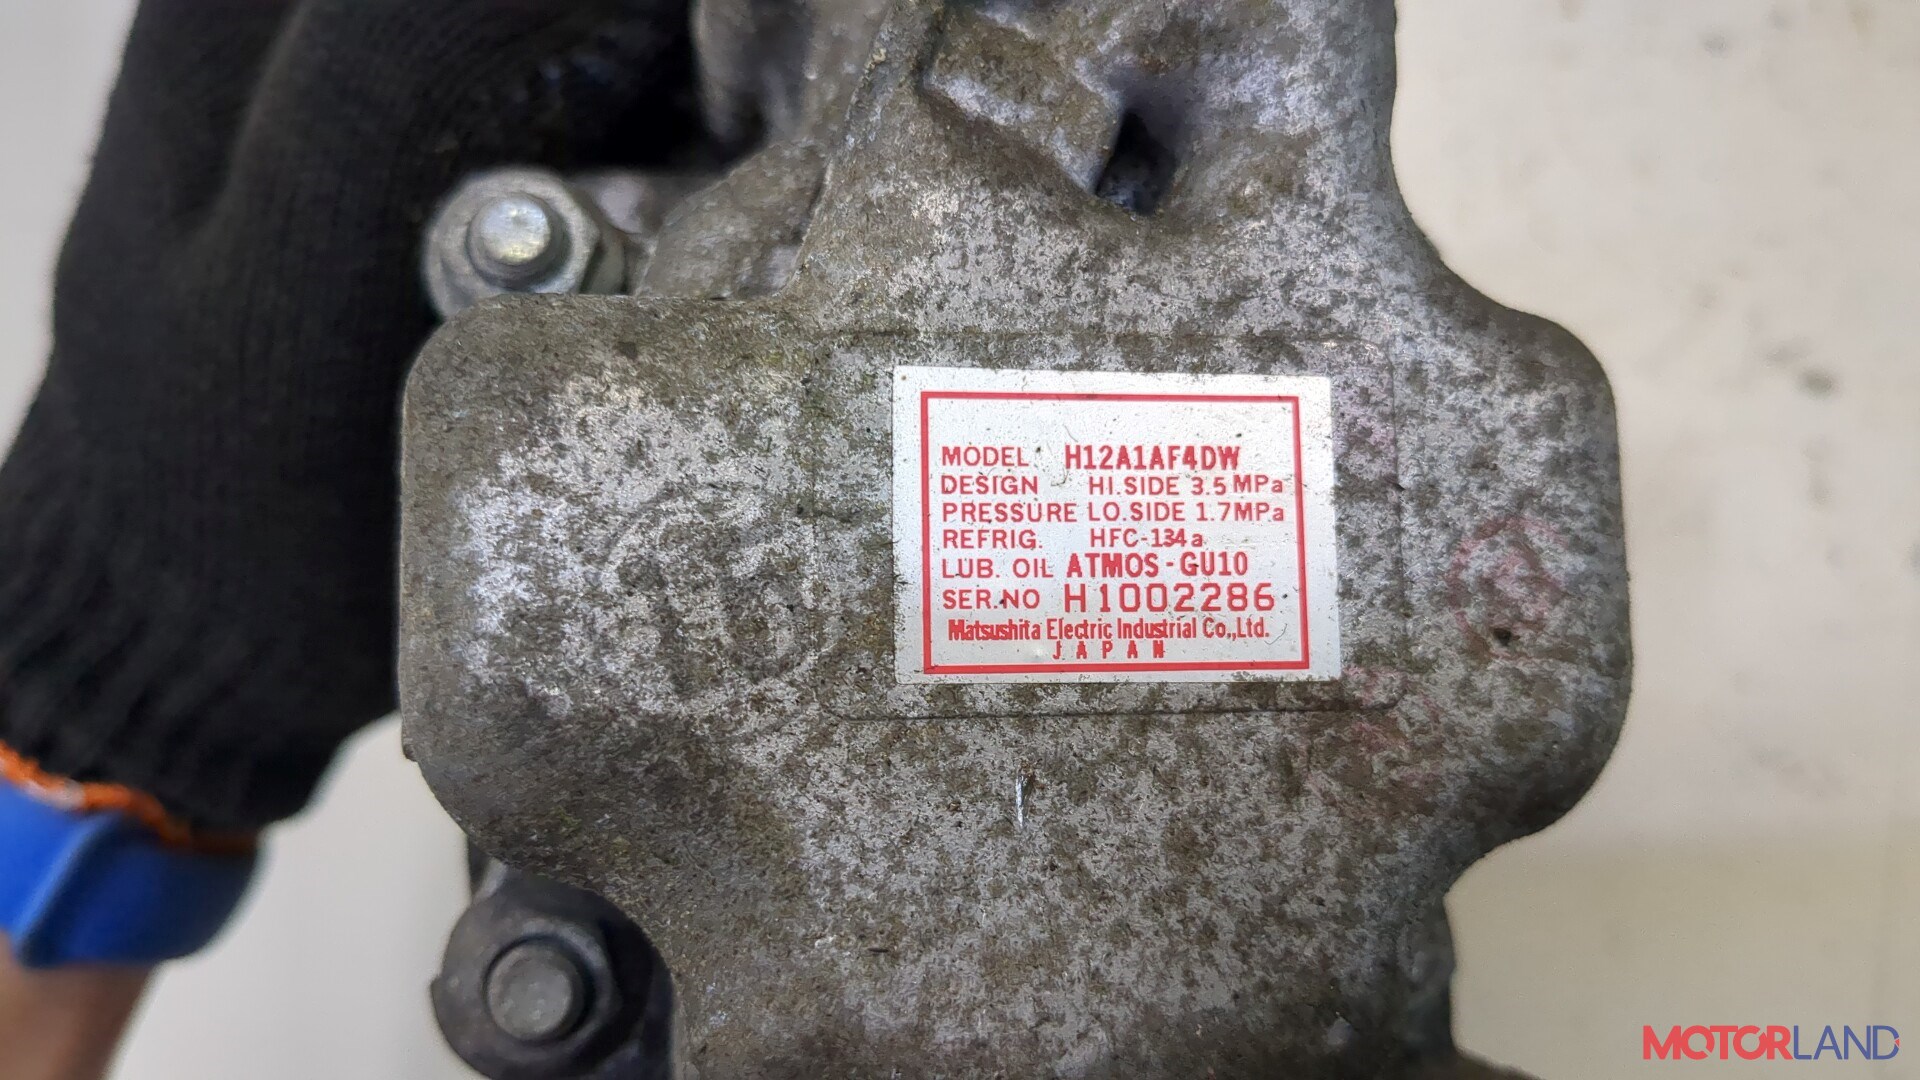 MODEL H12A1AF4DW
DESIGN HI.SIDE 3.5 MPa
PRESSURE LO.SIDE 1.7MPa
REFRIG. HFC-134a
LUB. OIL ATMOS-GU10
SER.NO H1002286
Matsushita Electric Industrial Co.,Ltd.
JAPAN
MOTORLAND